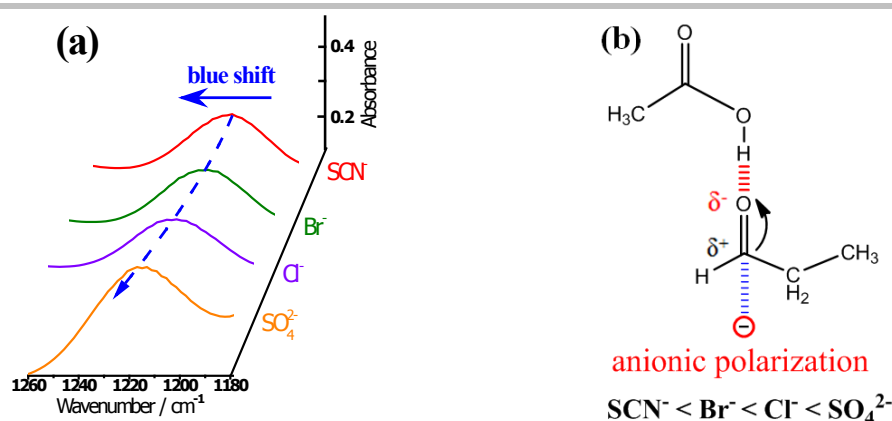 (a)
blue shift
0.4
0.2
Absorbance
SCN⁻
Br⁻
Cl⁻
SO₄²⁻
1260 1240 1220 1200 1180
Wavenumber / cm⁻¹
(b)
O
H₃C
O
H
δ⁻
O
δ⁺
H
C
H₂
CH₃
−
anionic polarization
SCN⁻ < Br⁻ < Cl⁻ < SO₄²⁻